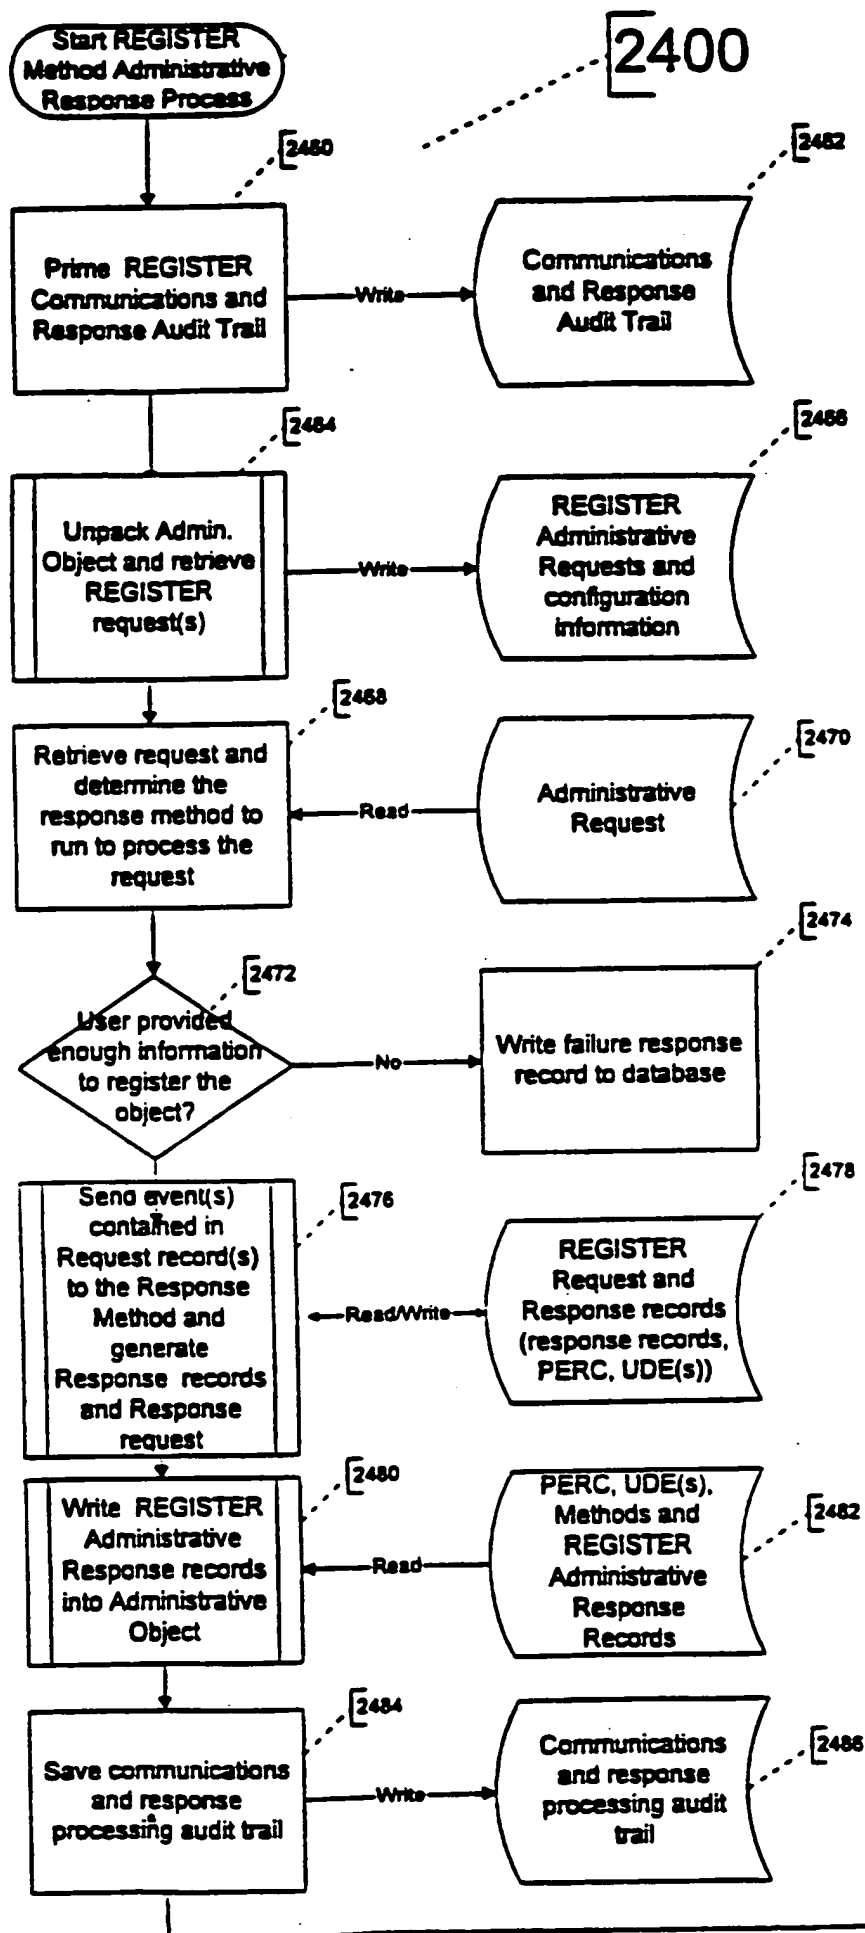 Start REGISTER
Method Administrative
Response Process
2400
2460
2462
Prime REGISTER
Communications and
Response Audit Trail
Write
Communications
and Response
Audit Trail
2464
2466
Unpack Admin.
Object and retrieve
REGISTER
request(s)
Write
REGISTER
Administrative
Requests and
configuration
information
2468
2470
Retrieve request and
determine the
response method to
run to process the
request
Read
Administrative
Request
2472
2474
User provided
enough information
to register the
object?
No
Write failure response
record to database
2476
2478
Send event(s)
contained in
Request record(s)
to the Response
Method and
generate
Response records
and Response
request
Read/Write
REGISTER
Request and
Response records
(response records,
PERC, UDE(s))
2480
2482
Write REGISTER
Administrative
Response records
into Administrative
Object
Read
PERC, UDE(s),
Methods and
REGISTER
Administrative
Response
Records
2484
2486
Save communications
and response
processing audit trail
Write
Communications
and response
processing audit
trail